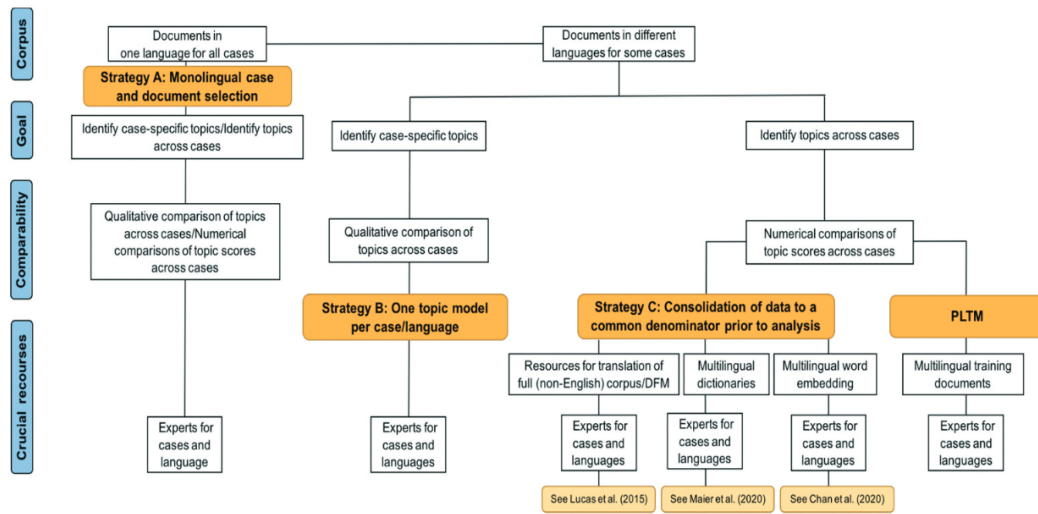 Corpus
Documents in
one language for all cases
Documents in different
languages for some cases
Strategy A: Monolingual case
and document selection
Goal
Identify case-specific topics/Identify topics
across cases
Identify case-specific topics
Identify topics across cases
Comparability
Qualitative comparison of topics
across cases/Numerical
comparisons of topic scores
across cases
Qualitative comparison of
topics across cases
Numerical comparisons of
topic scores across cases
Strategy B: One topic model
per case/language
Strategy C: Consolidation of data to a
common denominator prior to analysis
PLTM
Crucial recourses
Resources for translation of
full (non-English) corpus/DFM
Multilingual
dictionaries
Multilingual word
embedding
Multilingual training
documents
Experts for
cases and
language
Experts for
cases and
languages
Experts for
cases and
languages
Experts for
cases and
languages
Experts for
cases and
languages
Experts for
cases and
languages
See Lucas et al. (2015)
See Maier et al. (2020)
See Chan et al. (2020)